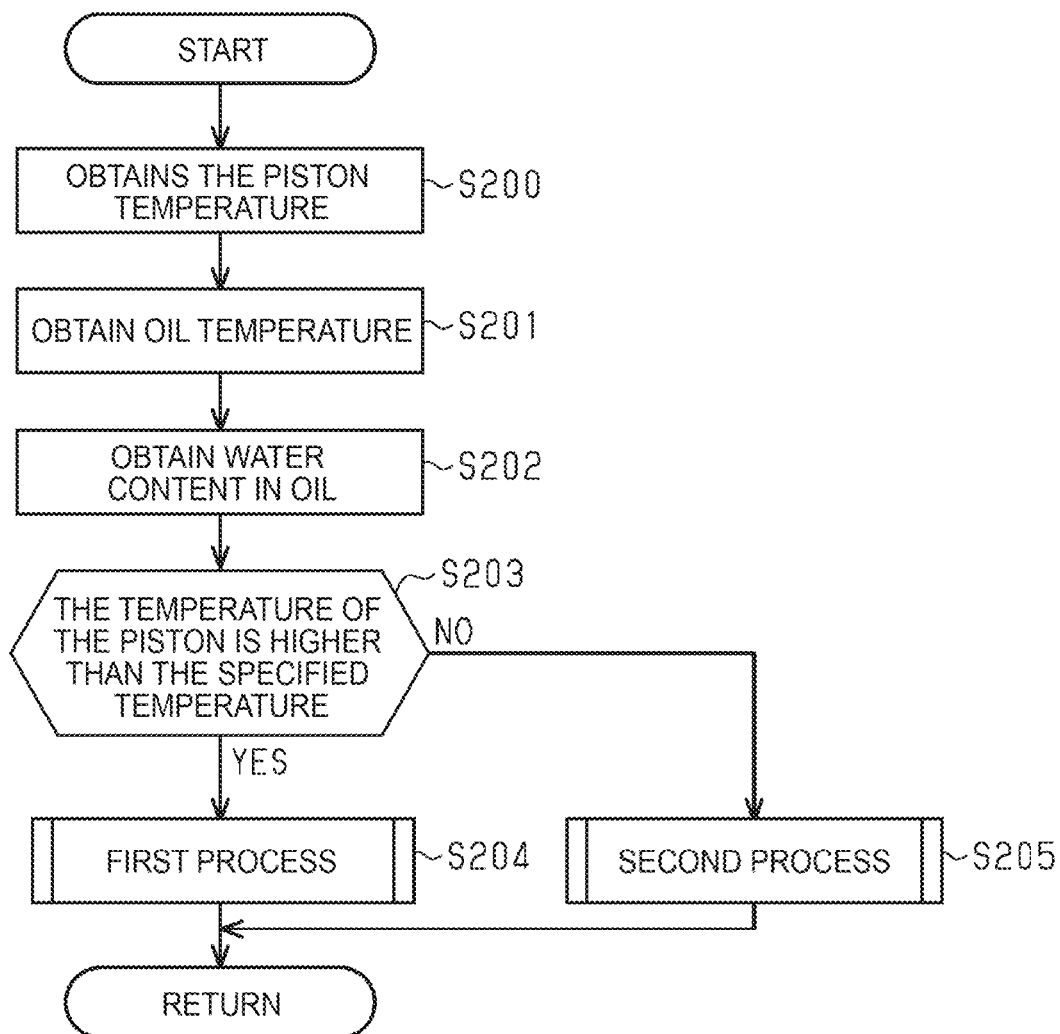 START
OBTAINS THE PISTON
TEMPERATURE
S200
OBTAIN OIL TEMPERATURE
S201
OBTAIN WATER
CONTENT IN OIL
S202
S203
THE TEMPERATURE OF
THE PISTON IS HIGHER
THAN THE SPECIFIED
TEMPERATURE
NO
YES
FIRST PROCESS
S204
SECOND PROCESS
S205
RETURN